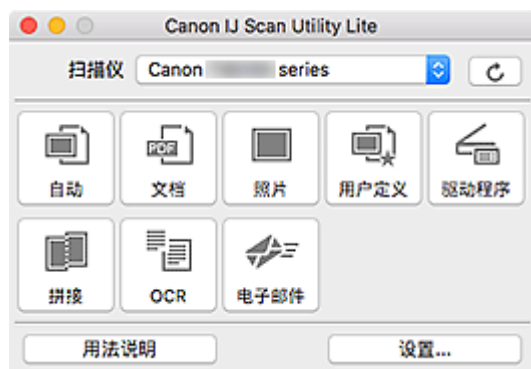 Canon IJ Scan Utility Lite
扫描仪 Canon series
PDF
自动 文档 照片 用户定义 驱动程序
拼接 OCR 电子邮件
用法说明 设置...